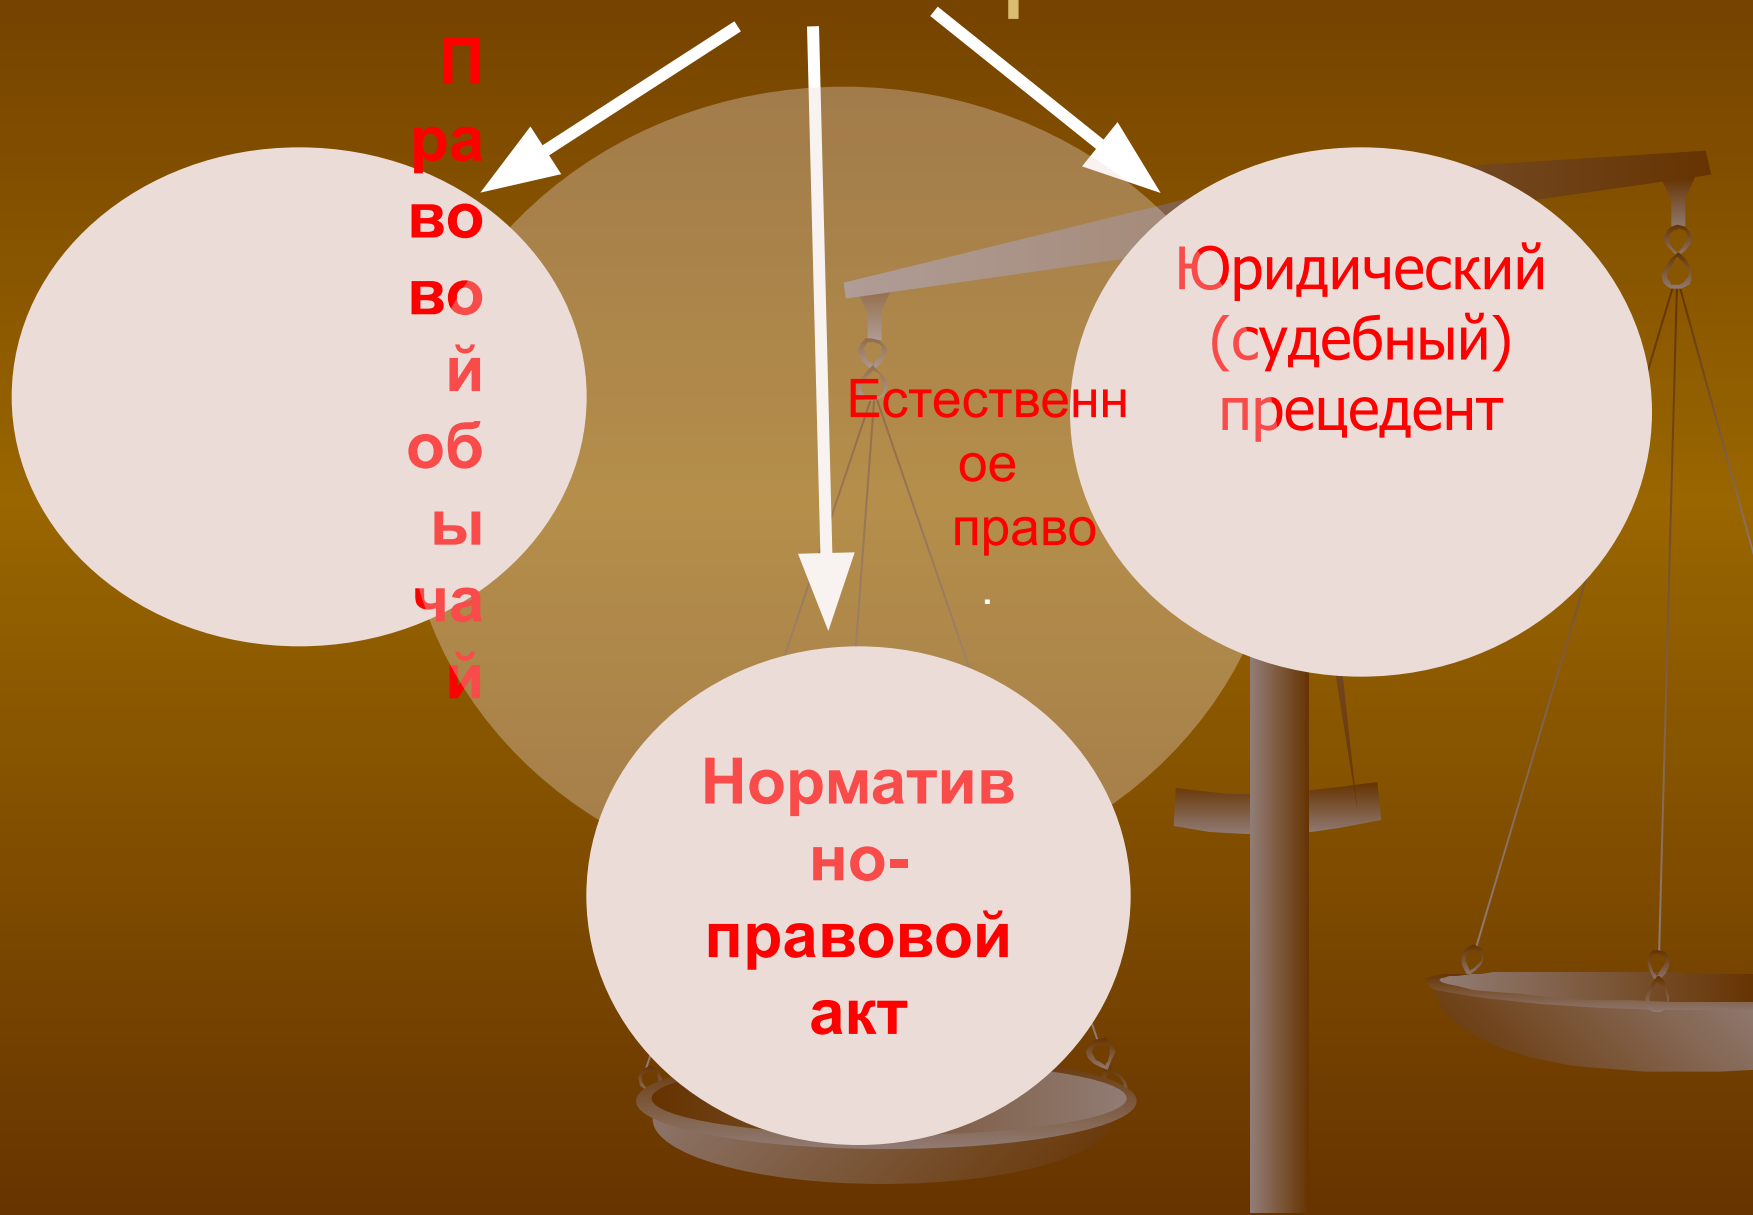 П
ра
во
во
й
об
ы
ча
й
Естественн
ое
право
.
Юридический
(судебный)
прецедент
Норматив
но-
правовой
акт